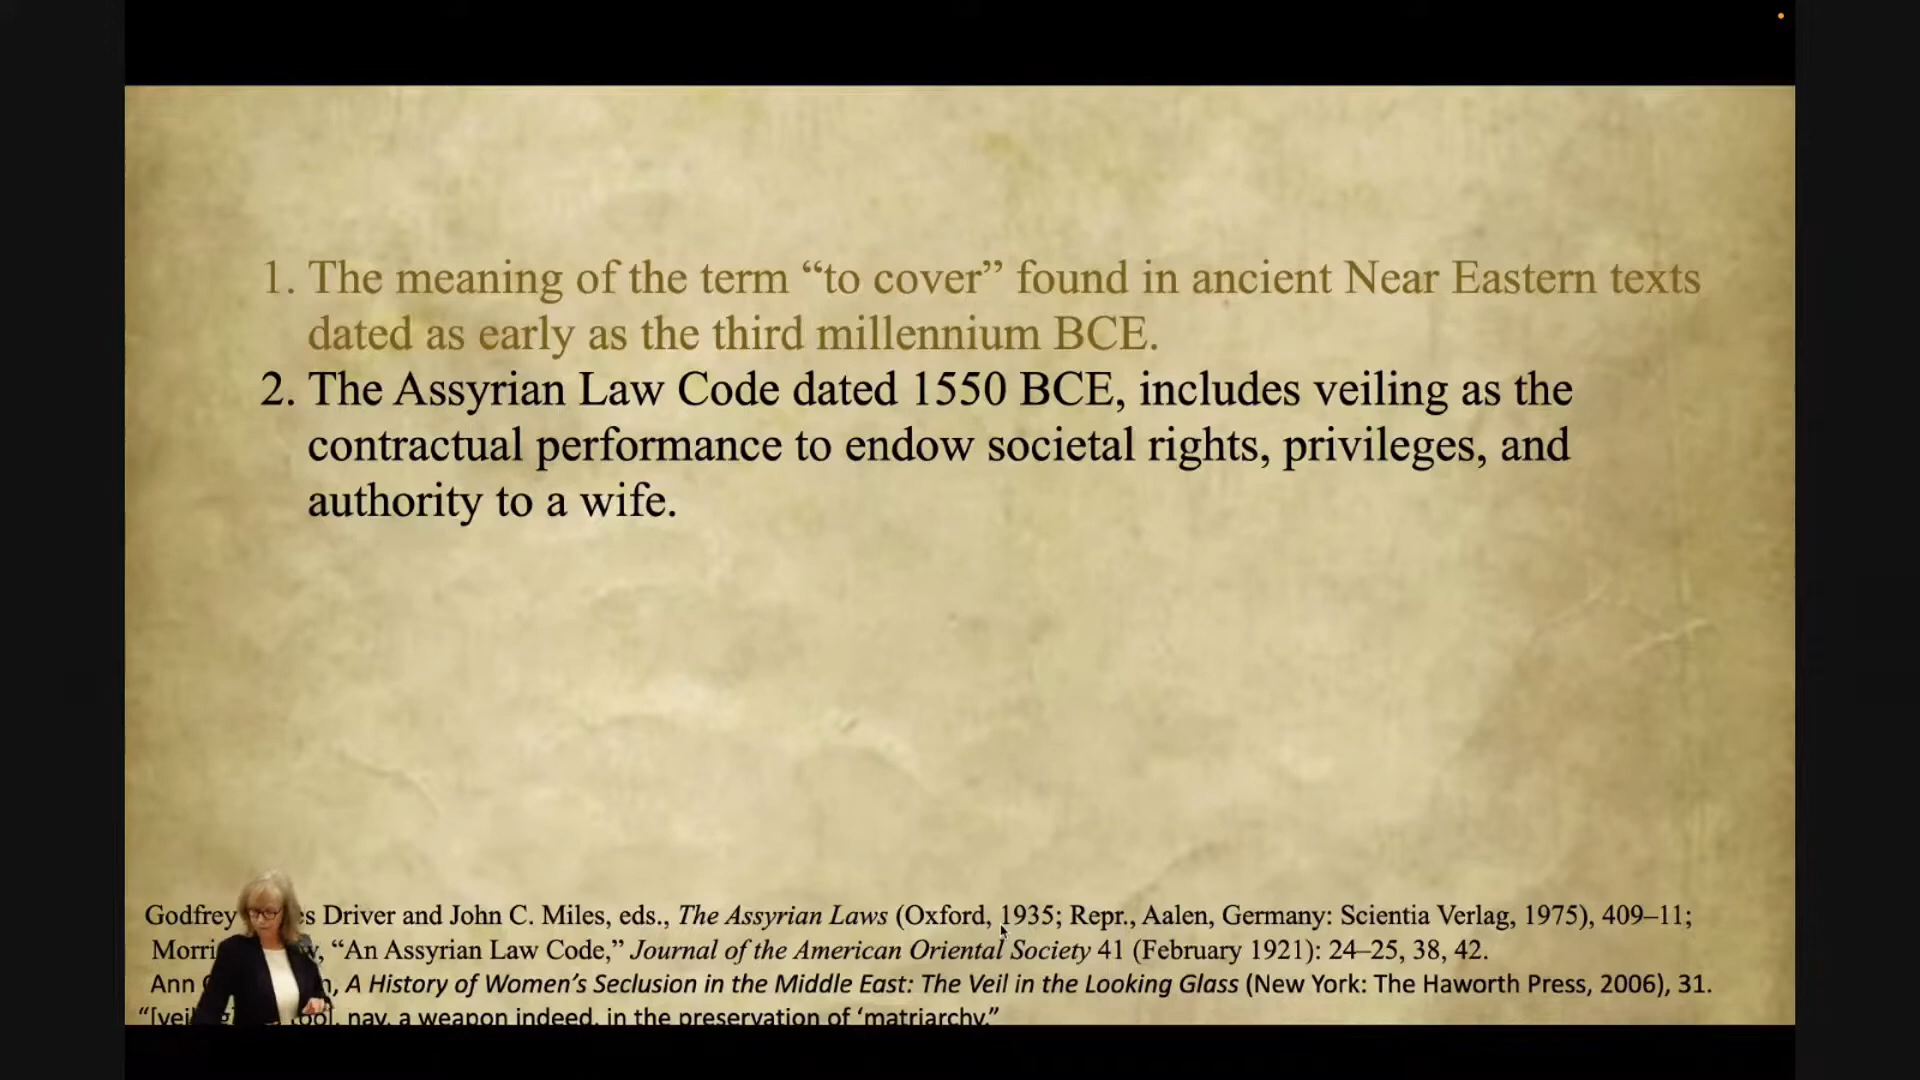 1. The meaning of the term “to cover” found in ancient Near Eastern texts
dated as early as the third millennium BCE.
2. The Assyrian Law Code dated 1550 BCE, includes veiling as the
contractual performance to endow societal rights, privileges, and
authority to a wife.
Godfrey Driver and John C. Miles, eds., The Assyrian Laws (Oxford, 1935; Repr., Aalen, Germany: Scientia Verlag, 1975), 409–11;
“An Assyrian Law Code,” Journal of the American Oriental Society 41 (February 1921): 24–25, 38, 42.
Ann A History of Women’s Seclusion in the Middle East: The Veil in the Looking Glass (New York: The Haworth Press, 2006), 31.
nay, a weapon indeed, in the preservation of ‘matriarchy.”